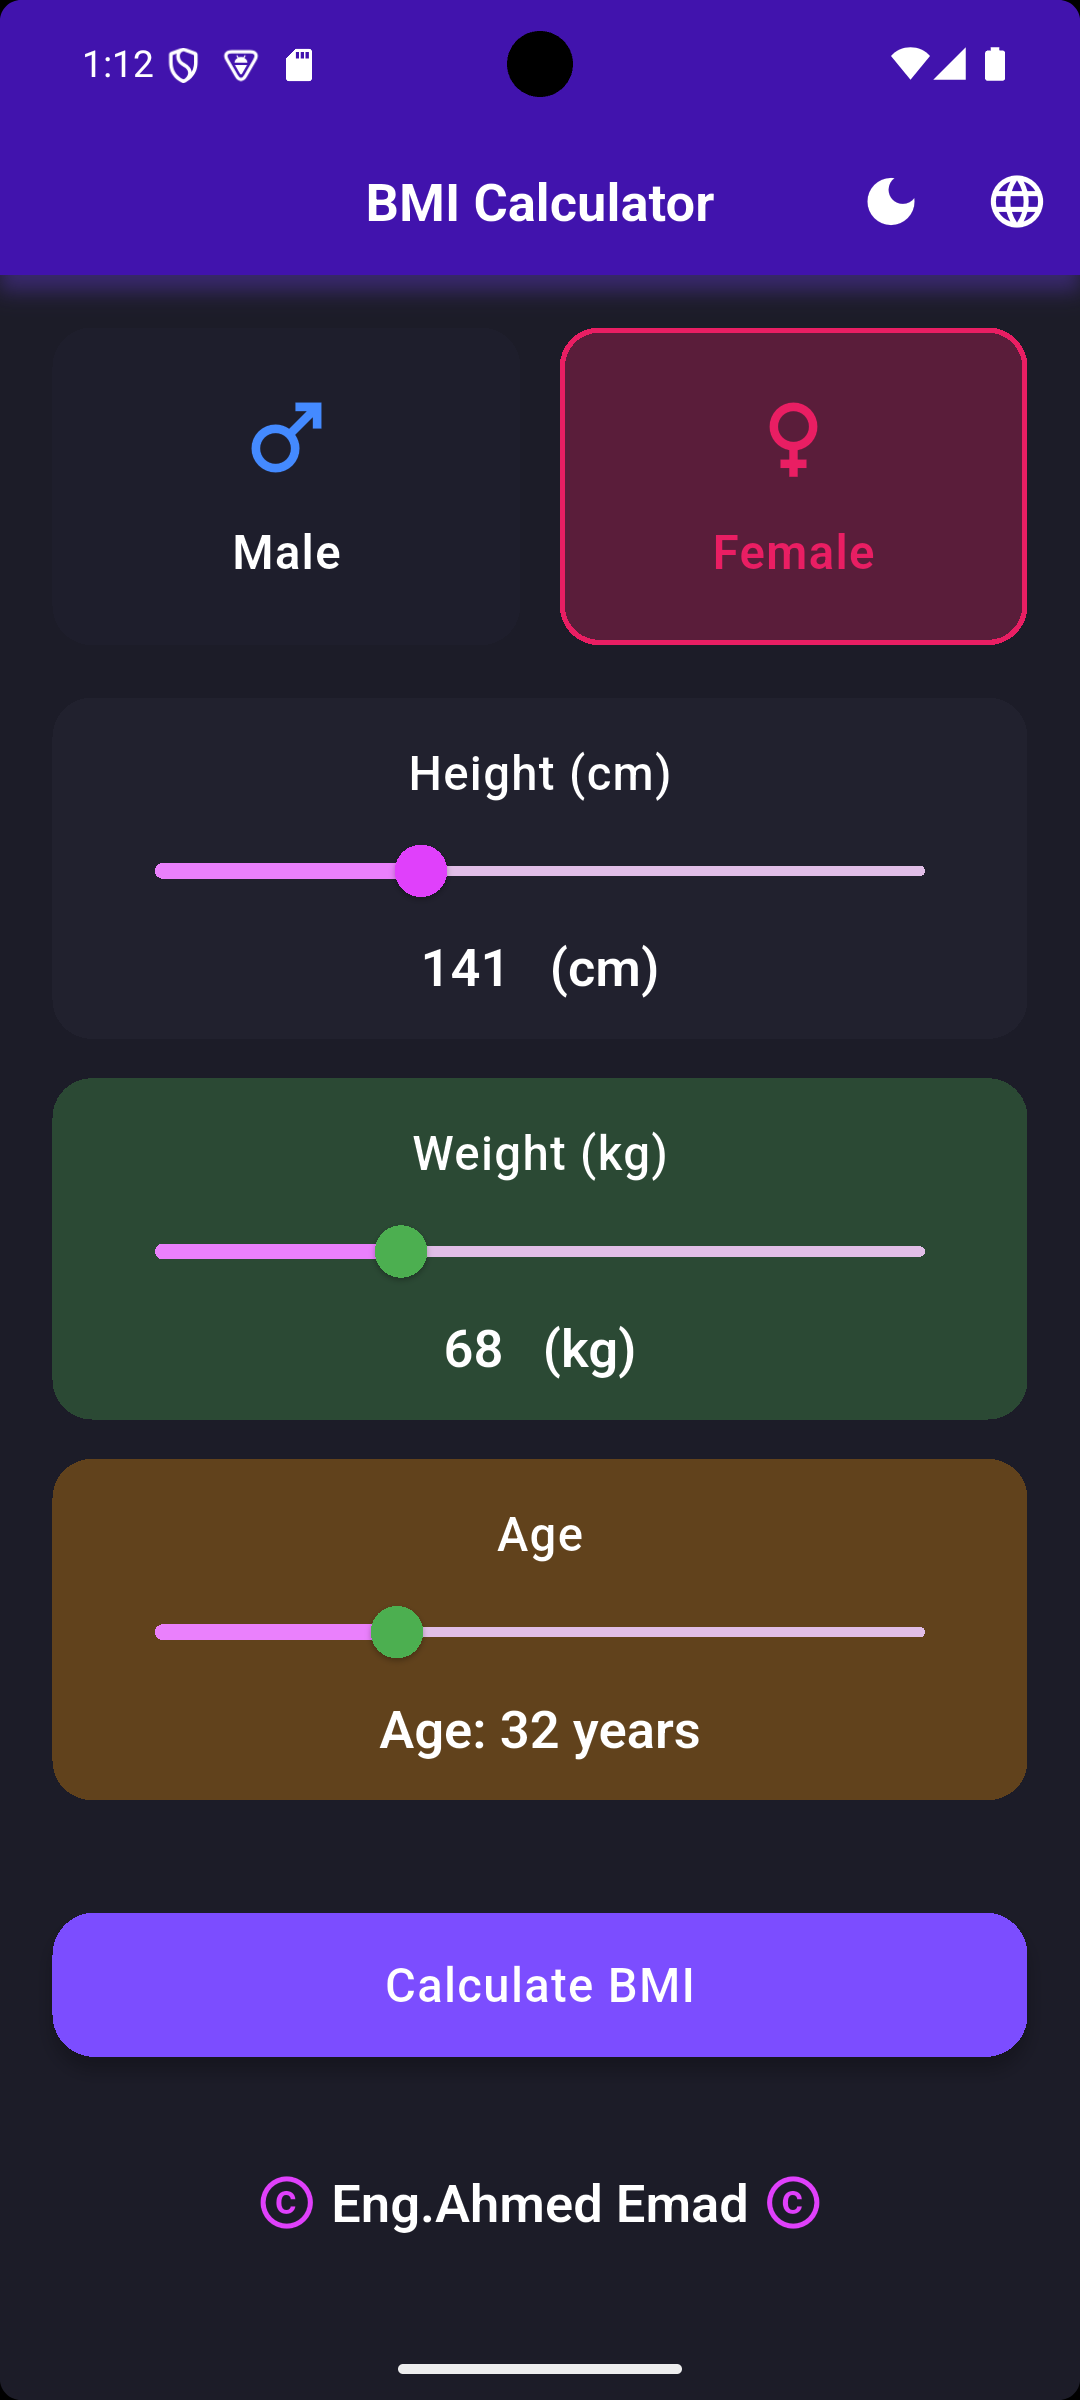 1:12
BMI Calculator
Male
Female
Height (cm)
141 (cm)
Weight (kg)
68 (kg)
Age
Age: 32 years
Calculate BMI
© Eng.Ahmed Emad ©